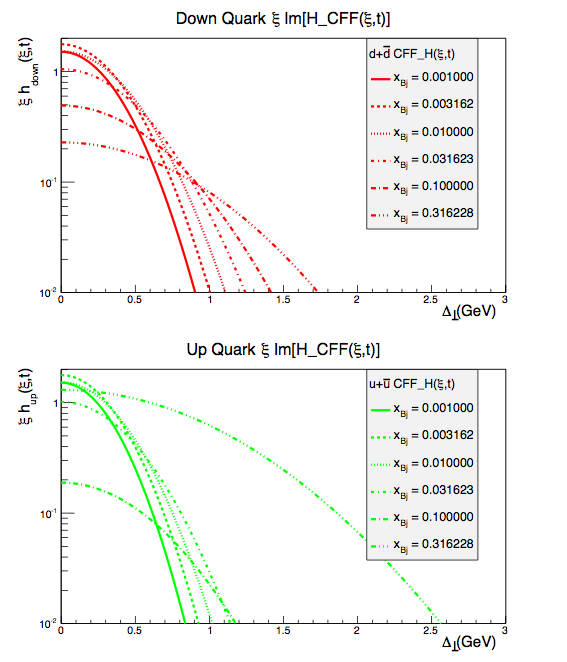 Down Quark ξ Im[H_CFF(ξ,t)]
ξ h_down(ξ,t)
1
10^-1
10^-2
d+d̅ CFF_H(ξ,t)
x_Bj = 0.001000
x_Bj = 0.003162
x_Bj = 0.010000
x_Bj = 0.031623
x_Bj = 0.100000
x_Bj = 0.316228
0 0.5 1 1.5 2 2.5 3
Δ⊥(GeV)
Up Quark ξ Im[H_CFF(ξ,t)]
ξ h_up(ξ,t)
1
10^-1
10^-2
u+u̅ CFF_H(ξ,t)
x_Bj = 0.001000
x_Bj = 0.003162
x_Bj = 0.010000
x_Bj = 0.031623
x_Bj = 0.100000
x_Bj = 0.316228
0 0.5 1 1.5 2 2.5 3
Δ⊥(GeV)